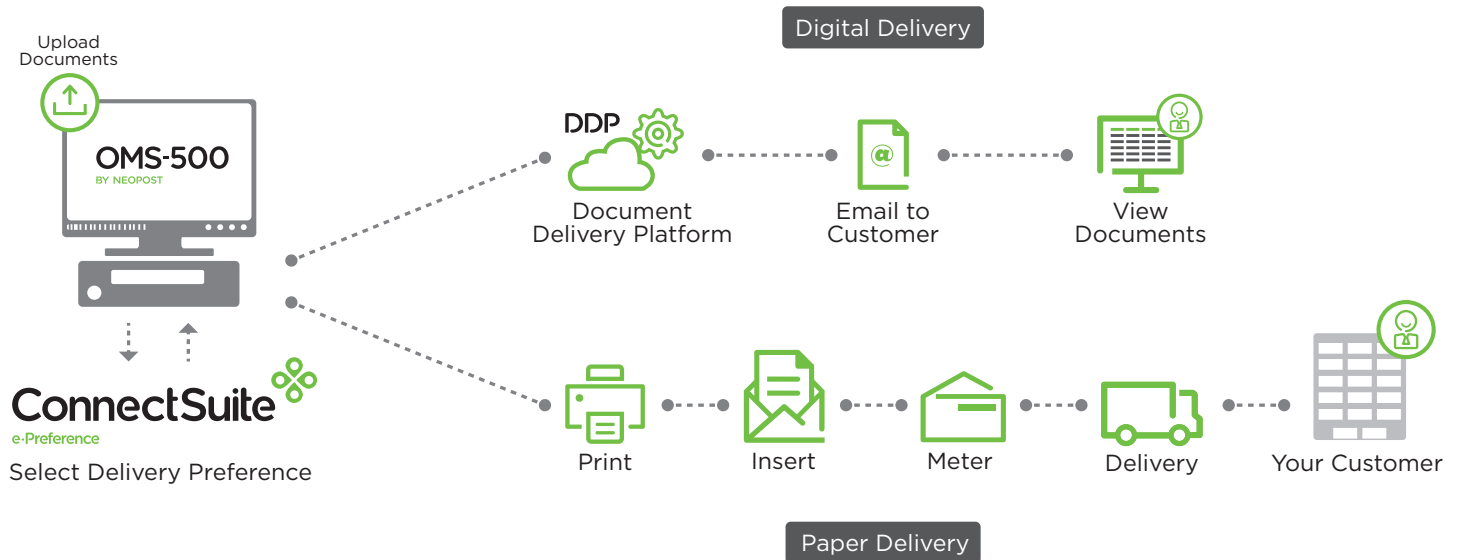 Digital Delivery
Upload
Documents
OMS-500
BY NEOPOST
DDP
@
Document
Delivery Platform
Email to
Customer
View
Documents
ConnectSuite
e-Preference
Select Delivery Preference
Print
Insert
Meter
Delivery
Your Customer
Paper Delivery